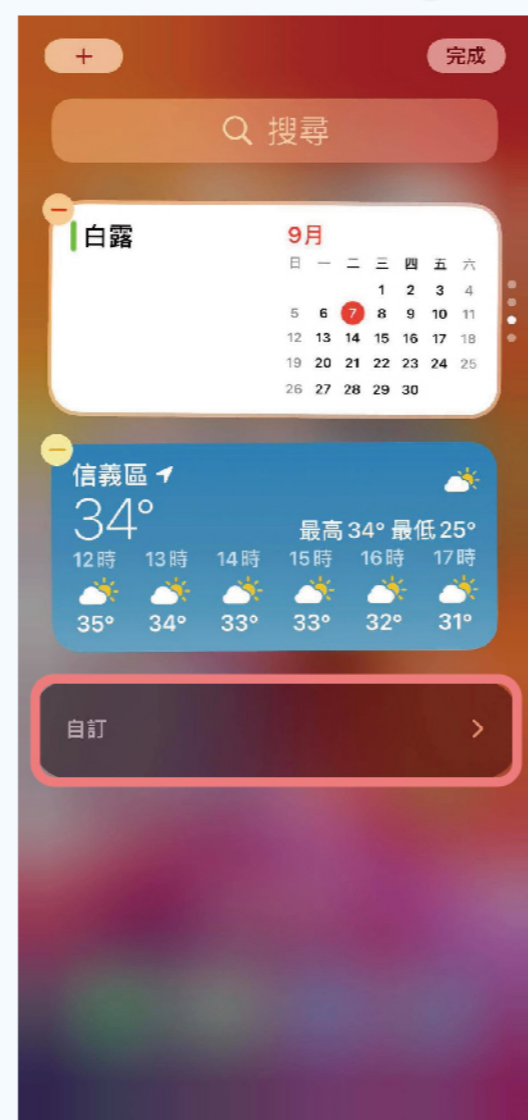 + 完成
搜尋
白露
9月
日 一 二 三 四 五 六
1 2 3 4
5 6 7 8 9 10 11
12 13 14 15 16 17 18
19 20 21 22 23 24 25
26 27 28 29 30
信義區
34°
最高 34° 最低 25°
12時 13時 14時 15時 16時 17時
35° 34° 33° 33° 32° 31°
自訂